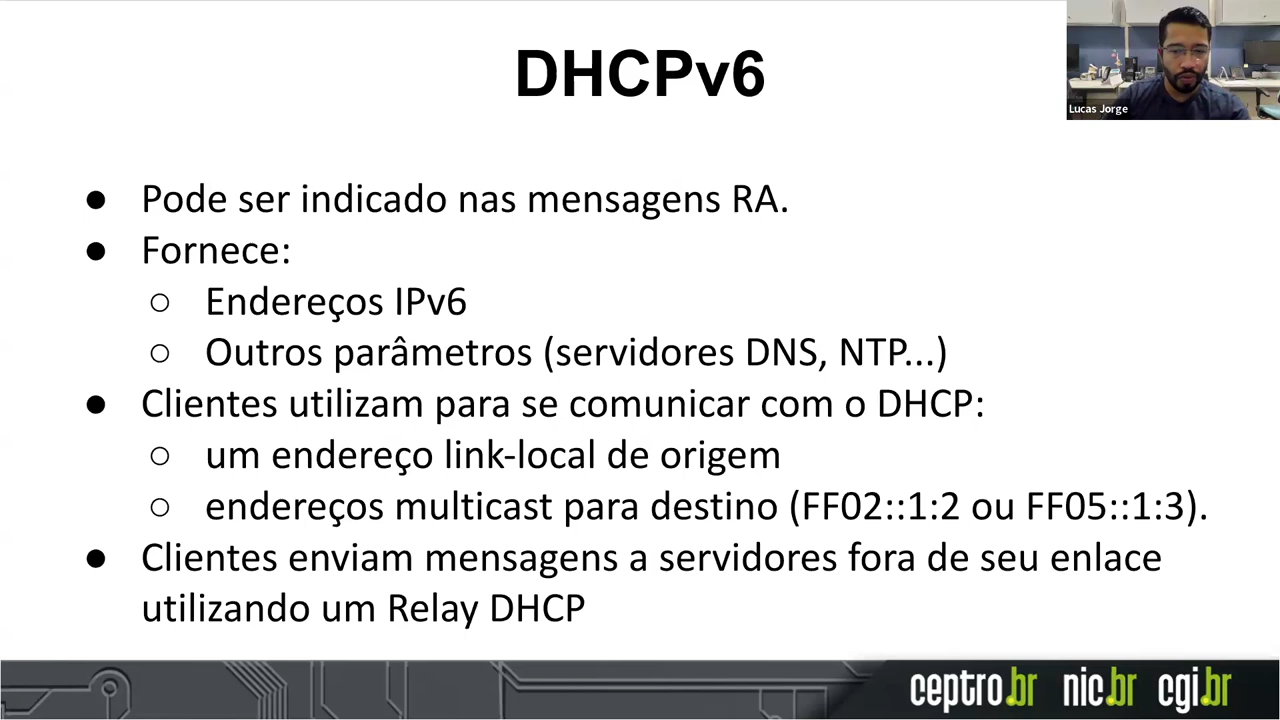 DHCPv6
Lucas Jorge
● Pode ser indicado nas mensagens RA.
● Fornece:
○ Endereços IPv6
○ Outros parâmetros (servidores DNS, NTP...)
● Clientes utilizam para se comunicar com o DHCP:
○ um endereço link-local de origem
○ endereços multicast para destino (FF02::1:2 ou FF05::1:3).
● Clientes enviam mensagens a servidores fora de seu enlace
utilizando um Relay DHCP
ceptro.br nic.br cgi.br